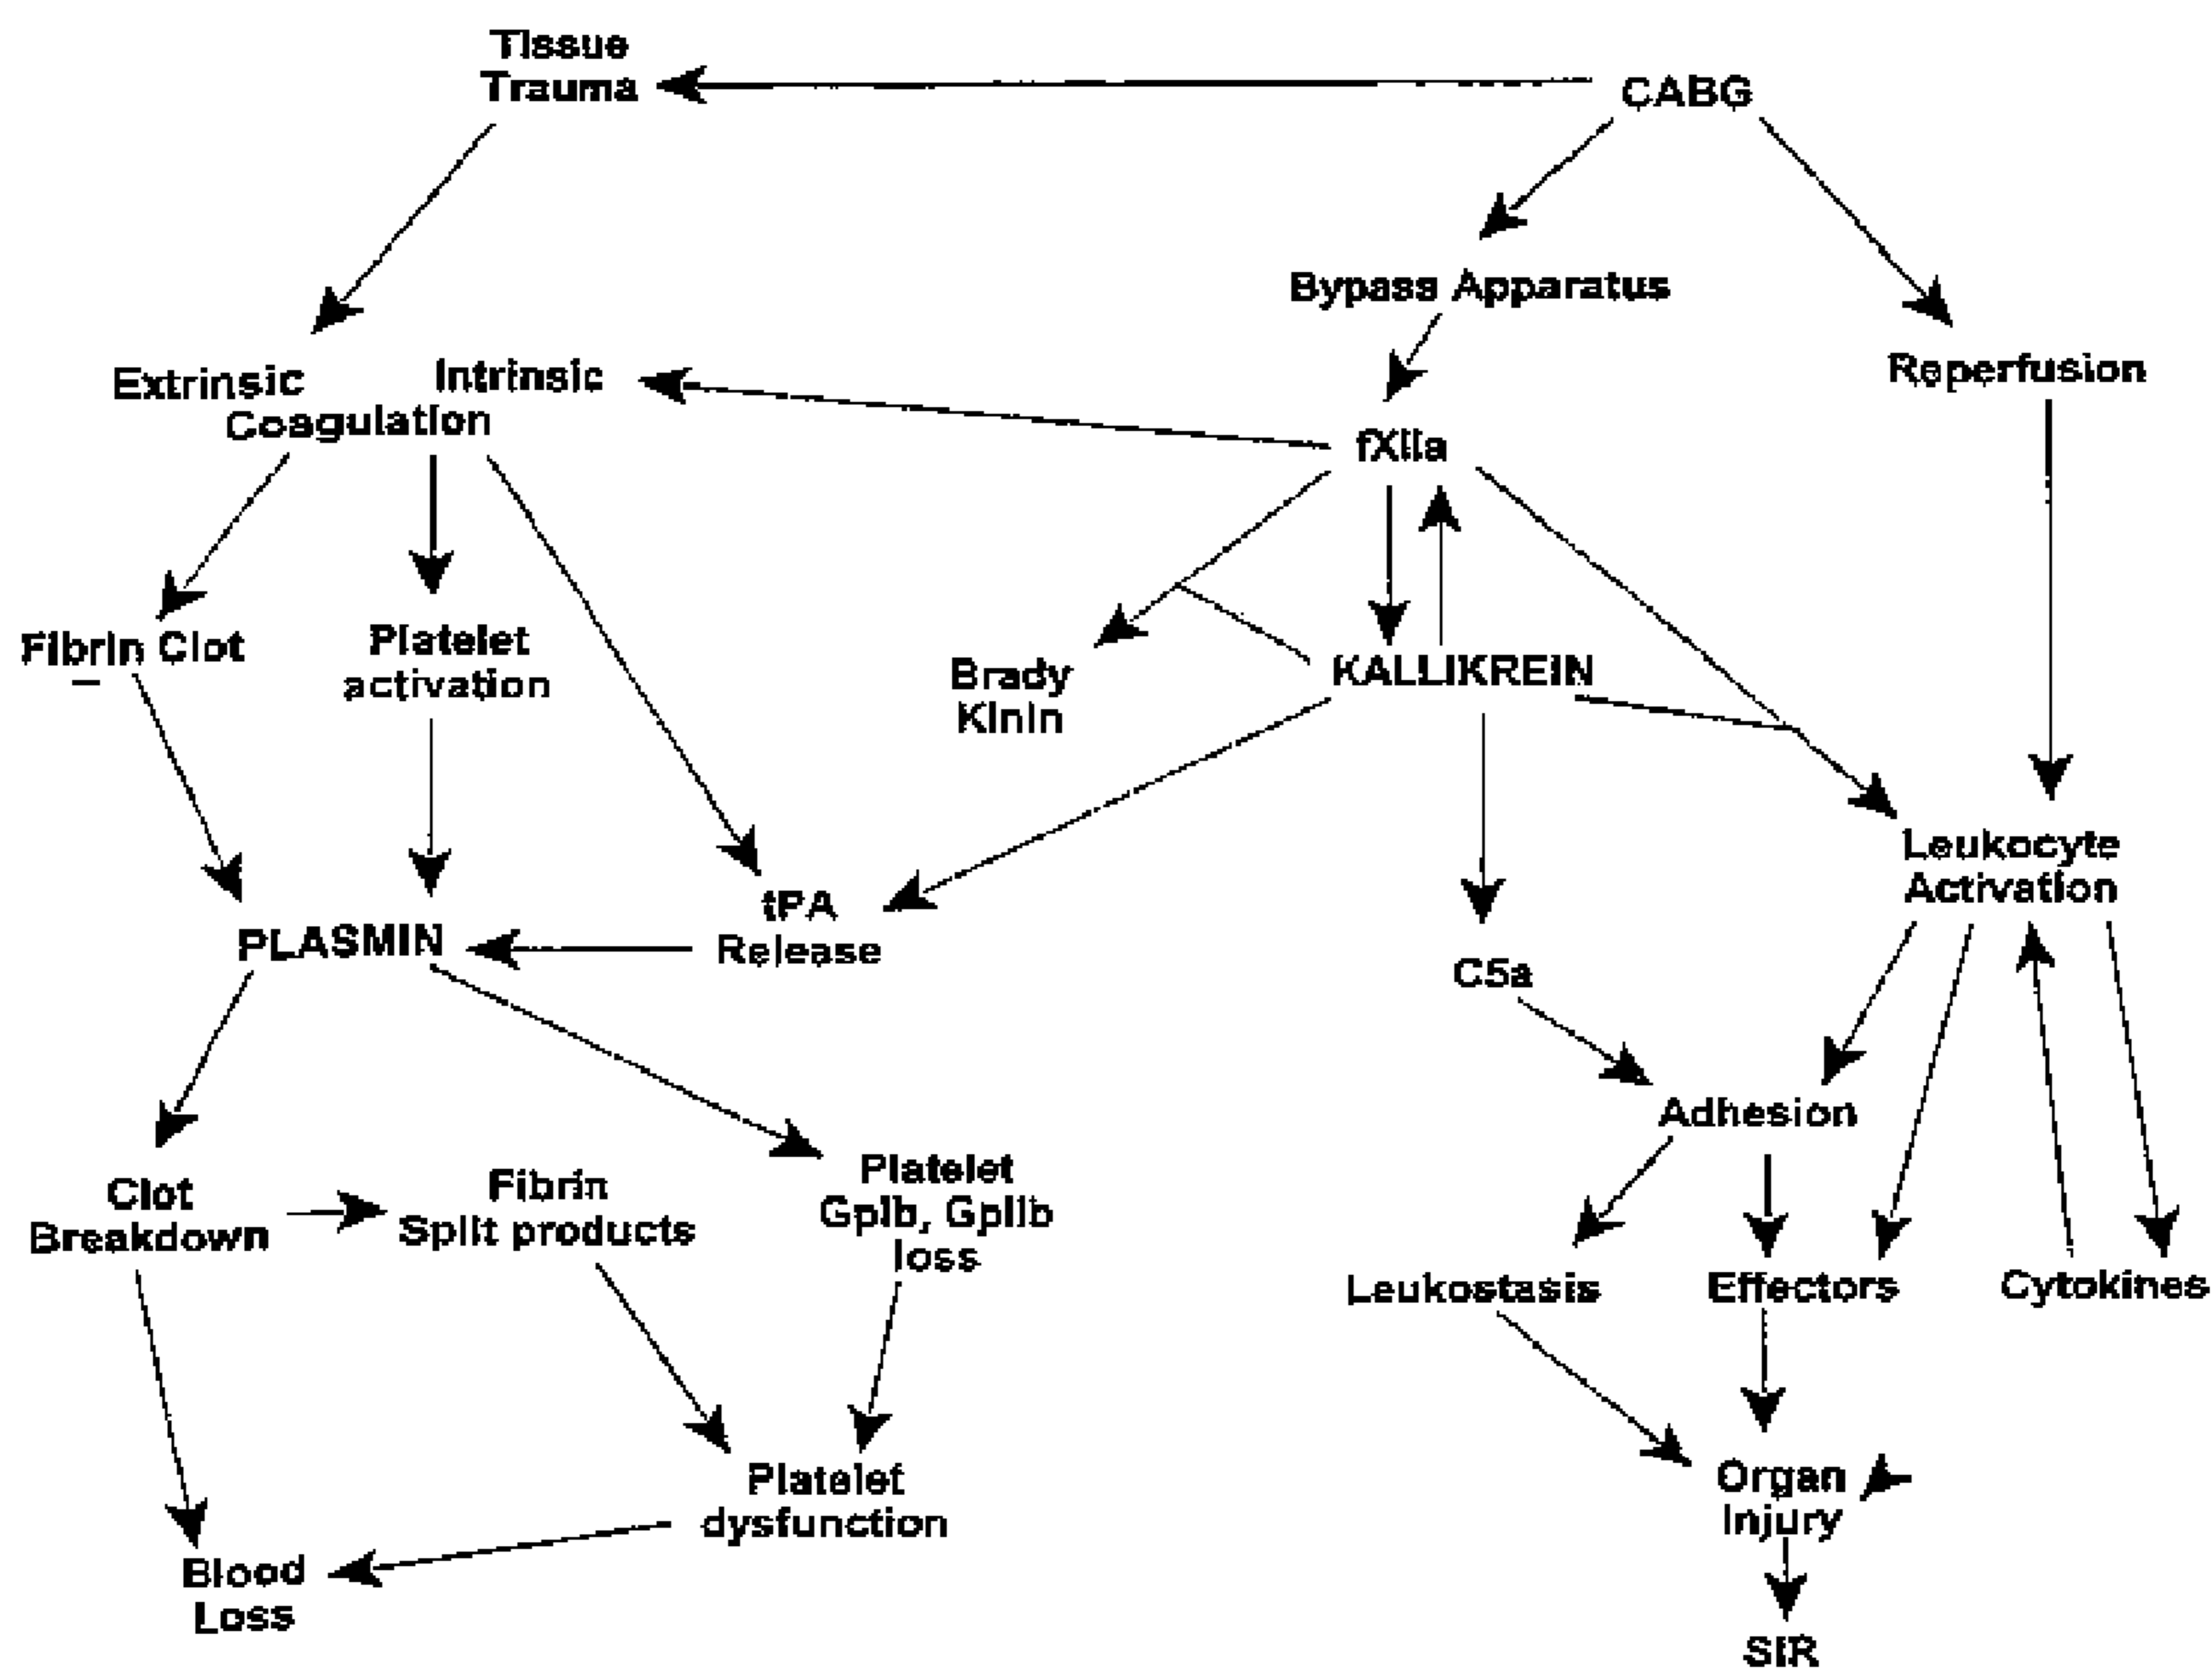 Tissue
Trauma
CABG
Bypass Apparatus
Reperfusion
Extrinsic Intrinsic
Coagulation
fXIIa
Fibrin Clot
Platelet
activation
Brady
Kinin
KALLIKREIN
Leukocyte
Activation
tPA
Release
PLASMIN
C5a
Adhesion
Clot
Breakdown
Fibrin
Split products
Platelet
GpIb, GpIIb
loss
Leukostasis
Effectors
Cytokines
Platelet
dysfunction
Organ
Injury
Blood
Loss
SIR